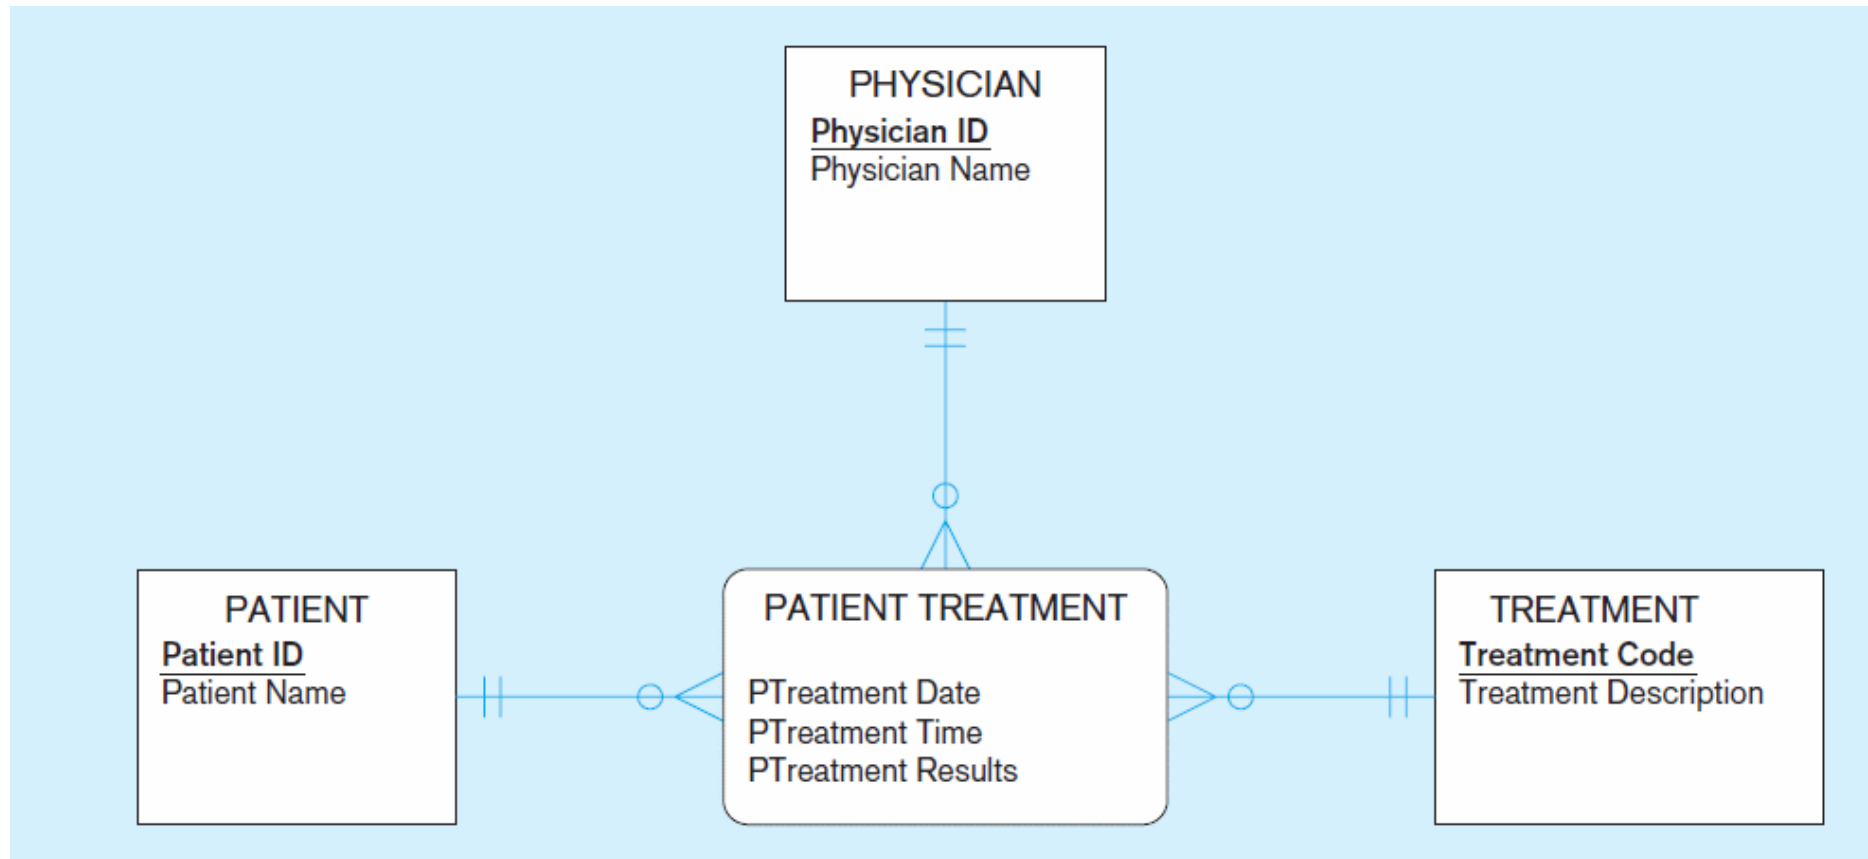 PHYSICIAN
Physician ID
Physician Name
PATIENT
Patient ID
Patient Name
PATIENT TREATMENT
PTreatment Date
PTreatment Time
PTreatment Results
TREATMENT
Treatment Code
Treatment Description